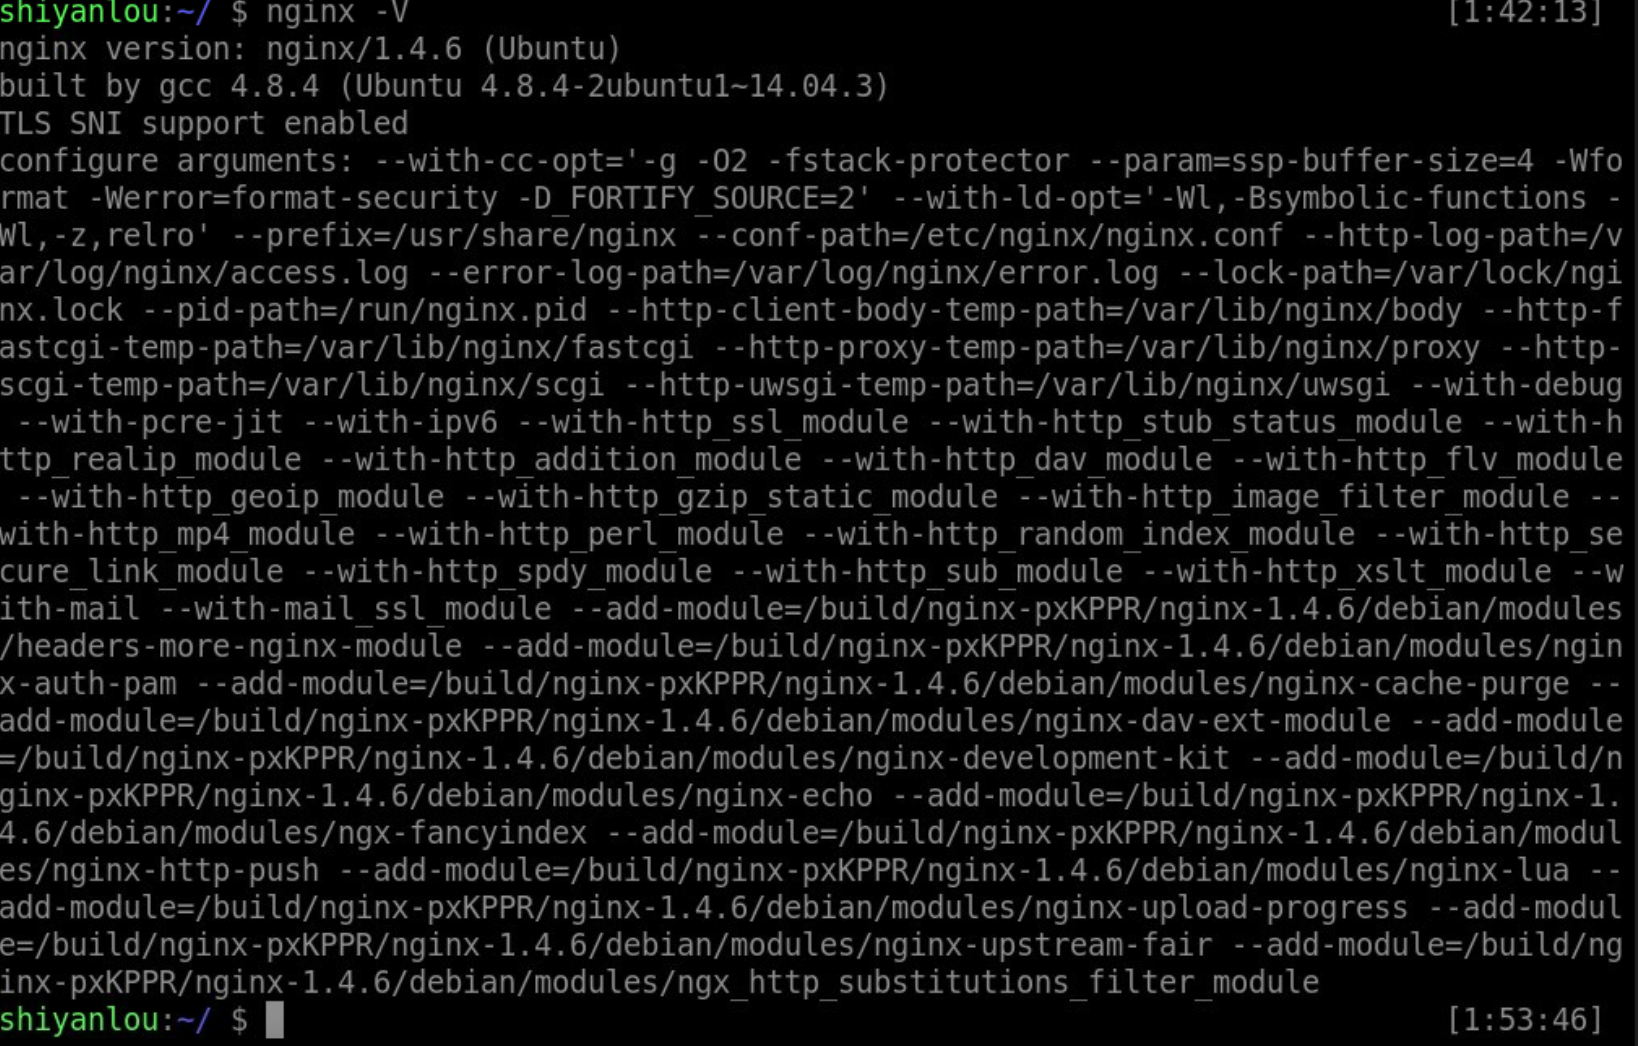 shiyanlou:~/ $ nginx -V [1:42:13]
nginx version: nginx/1.4.6 (Ubuntu)
built by gcc 4.8.4 (Ubuntu 4.8.4-2ubuntu1~14.04.3)
TLS SNI support enabled
configure arguments: --with-cc-opt='-g -O2 -fstack-protector --param=ssp-buffer-size=4 -Wfo
rmat -Werror=format-security -D_FORTIFY_SOURCE=2' --with-ld-opt='-Wl,-Bsymbolic-functions -
Wl,-z,relro' --prefix=/usr/share/nginx --conf-path=/etc/nginx/nginx.conf --http-log-path=/v
ar/log/nginx/access.log --error-log-path=/var/log/nginx/error.log --lock-path=/var/lock/ngi
nx.lock --pid-path=/run/nginx.pid --http-client-body-temp-path=/var/lib/nginx/body --http-f
astcgi-temp-path=/var/lib/nginx/fastcgi --http-proxy-temp-path=/var/lib/nginx/proxy --http-
scgi-temp-path=/var/lib/nginx/scgi --http-uwsgi-temp-path=/var/lib/nginx/uwsgi --with-debug
 --with-pcre-jit --with-ipv6 --with-http_ssl_module --with-http_stub_status_module --with-h
ttp_realip_module --with-http_addition_module --with-http_dav_module --with-http_flv_module
 --with-http_geoip_module --with-http_gzip_static_module --with-http_image_filter_module --
with-http_mp4_module --with-http_perl_module --with-http_random_index_module --with-http_se
cure_link_module --with-http_spdy_module --with-http_sub_module --with-http_xslt_module --w
ith-mail --with-mail_ssl_module --add-module=/build/nginx-pxKPPR/nginx-1.4.6/debian/modules
/headers-more-nginx-module --add-module=/build/nginx-pxKPPR/nginx-1.4.6/debian/modules/ngin
x-auth-pam --add-module=/build/nginx-pxKPPR/nginx-1.4.6/debian/modules/nginx-cache-purge --
add-module=/build/nginx-pxKPPR/nginx-1.4.6/debian/modules/nginx-dav-ext-module --add-module
=/build/nginx-pxKPPR/nginx-1.4.6/debian/modules/nginx-development-kit --add-module=/build/n
ginx-pxKPPR/nginx-1.4.6/debian/modules/nginx-echo --add-module=/build/nginx-pxKPPR/nginx-1.
4.6/debian/modules/ngx-fancyindex --add-module=/build/nginx-pxKPPR/nginx-1.4.6/debian/modul
es/nginx-http-push --add-module=/build/nginx-pxKPPR/nginx-1.4.6/debian/modules/nginx-lua --
add-module=/build/nginx-pxKPPR/nginx-1.4.6/debian/modules/nginx-upload-progress --add-modul
e=/build/nginx-pxKPPR/nginx-1.4.6/debian/modules/nginx-upstream-fair --add-module=/build/ng
inx-pxKPPR/nginx-1.4.6/debian/modules/ngx_http_substitutions_filter_module
shiyanlou:~/ $ [1:53:46]